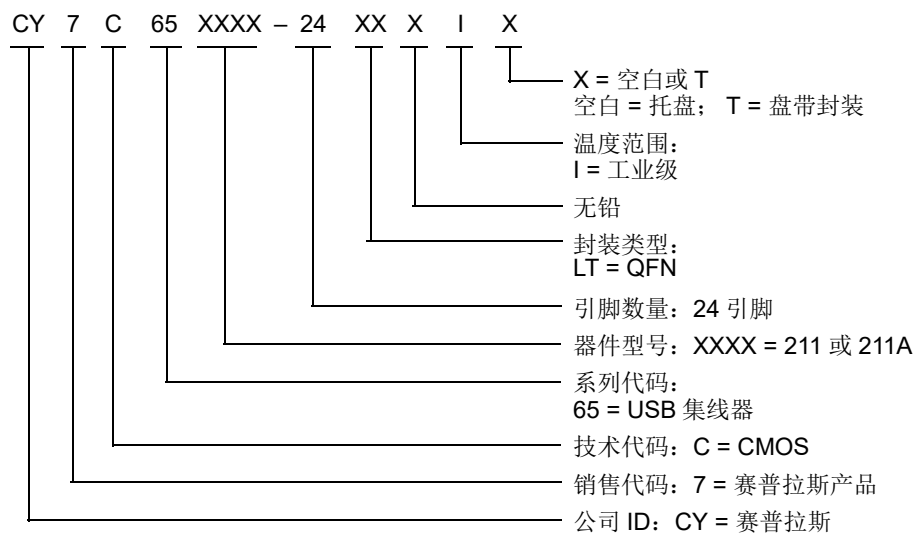 CY 7 C 65 XXXX – 24 XX X I X
X = 空白或 T
空白 = 托盘； T = 盘带封装
温度范围：
I = 工业级
无铅
封装类型：
LT = QFN
引脚数量：24 引脚
器件型号：XXXX = 211 或 211A
系列代码：
65 = USB 集线器
技术代码：C = CMOS
销售代码：7 = 赛普拉斯产品
公司 ID：CY = 赛普拉斯